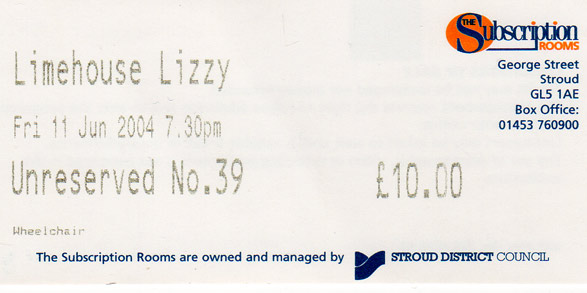 THE Subscription
ROOMS
George Street
Stroud
GL5 1AE
Box Office:
01453 760900
Limehouse Lizzy
Fri 11 Jun 2004 7.30pm
Unreserved No.39 £10.00
Wheelchair
The Subscription Rooms are owned and managed by STROUD DISTRICT COUNCIL